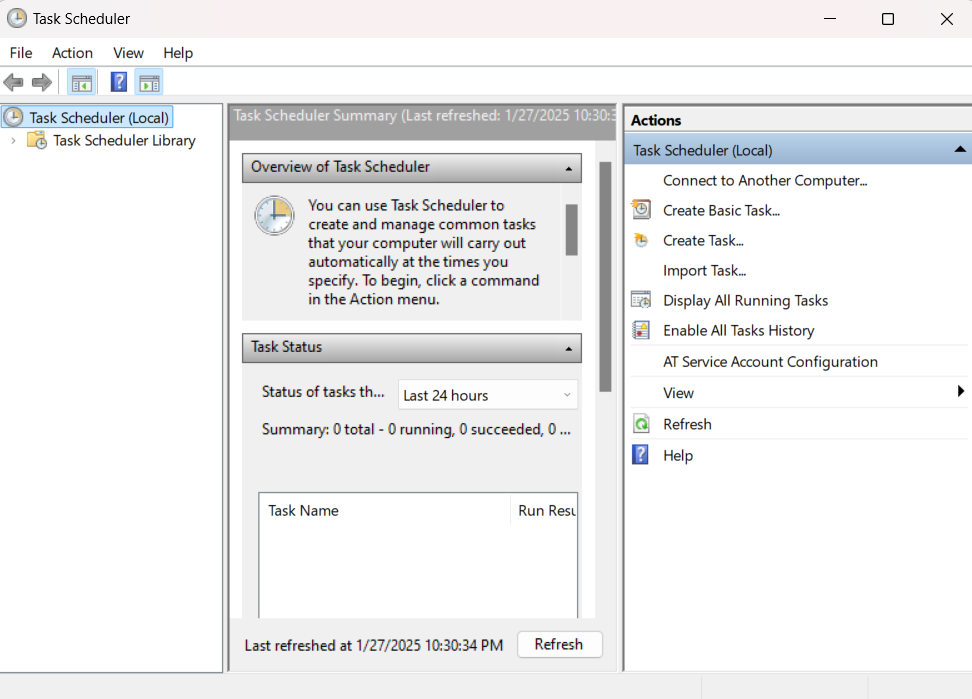 Task Scheduler
File Action View Help
Task Scheduler (Local)
Task Scheduler Library
Task Scheduler Summary (Last refreshed: 1/27/2025 10:30:3
Overview of Task Scheduler
You can use Task Scheduler to
create and manage common tasks
that your computer will carry out
automatically at the times you
specify. To begin, click a command
in the Action menu.
Task Status
Status of tasks th... Last 24 hours
Summary: 0 total - 0 running, 0 succeeded, 0 ...
Task Name Run Resu
Last refreshed at 1/27/2025 10:30:34 PM Refresh
Actions
Task Scheduler (Local)
Connect to Another Computer...
Create Basic Task...
Create Task...
Import Task...
Display All Running Tasks
Enable All Tasks History
AT Service Account Configuration
View
Refresh
Help